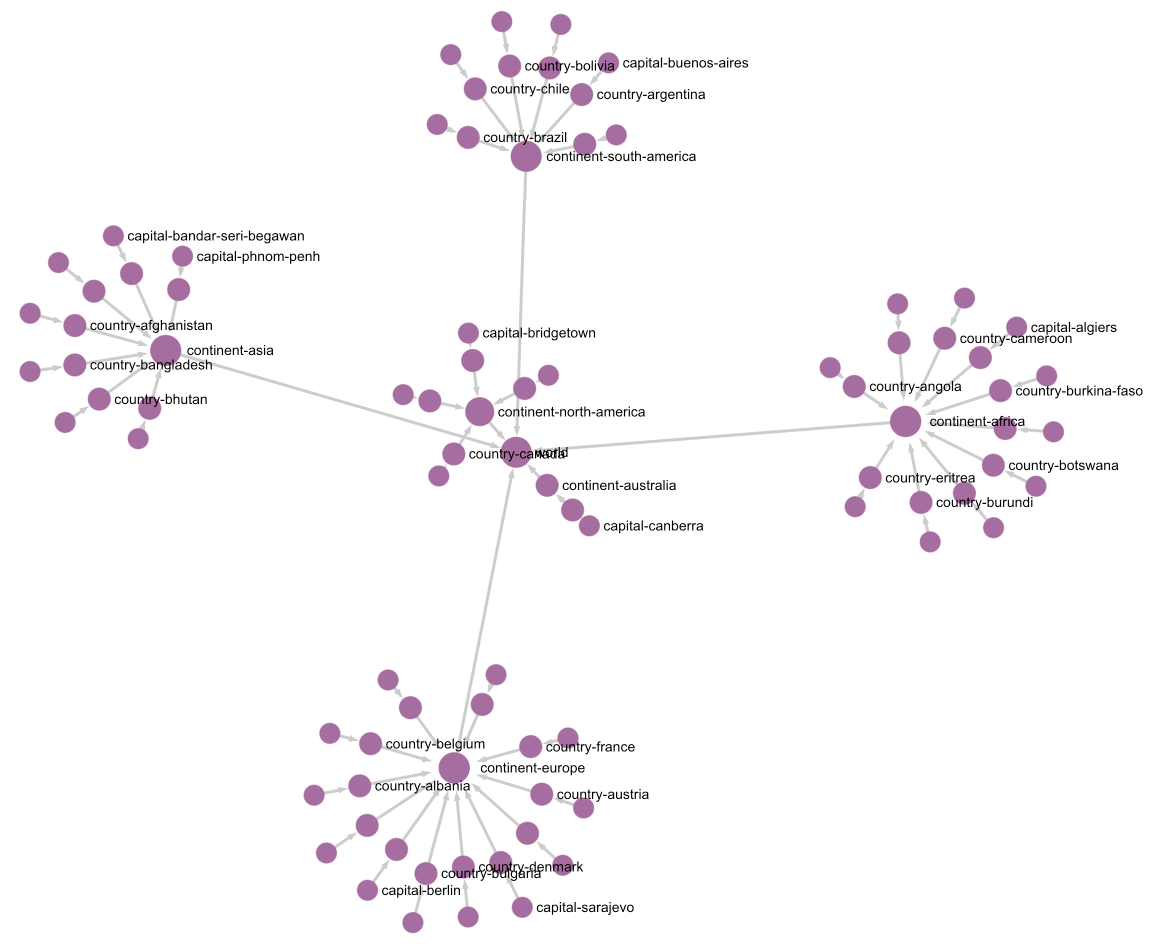 country-bolivia
capital-buenos-aires
country-chile
country-argentina
country-brazil
continent-south-america
capital-bandar-seri-begawan
capital-phnom-penh
country-afghanistan
continent-asia
country-bangladesh
country-bhutan
capital-bridgetown
continent-north-america
country-canada
world
continent-australia
capital-canberra
capital-algiers
country-cameroon
country-angola
country-burkina-faso
continent-africa
country-botswana
country-eritrea
country-burundi
country-belgium
country-france
continent-europe
country-albania
country-austria
country-denmark
country-bulgaria
capital-berlin
capital-sarajevo